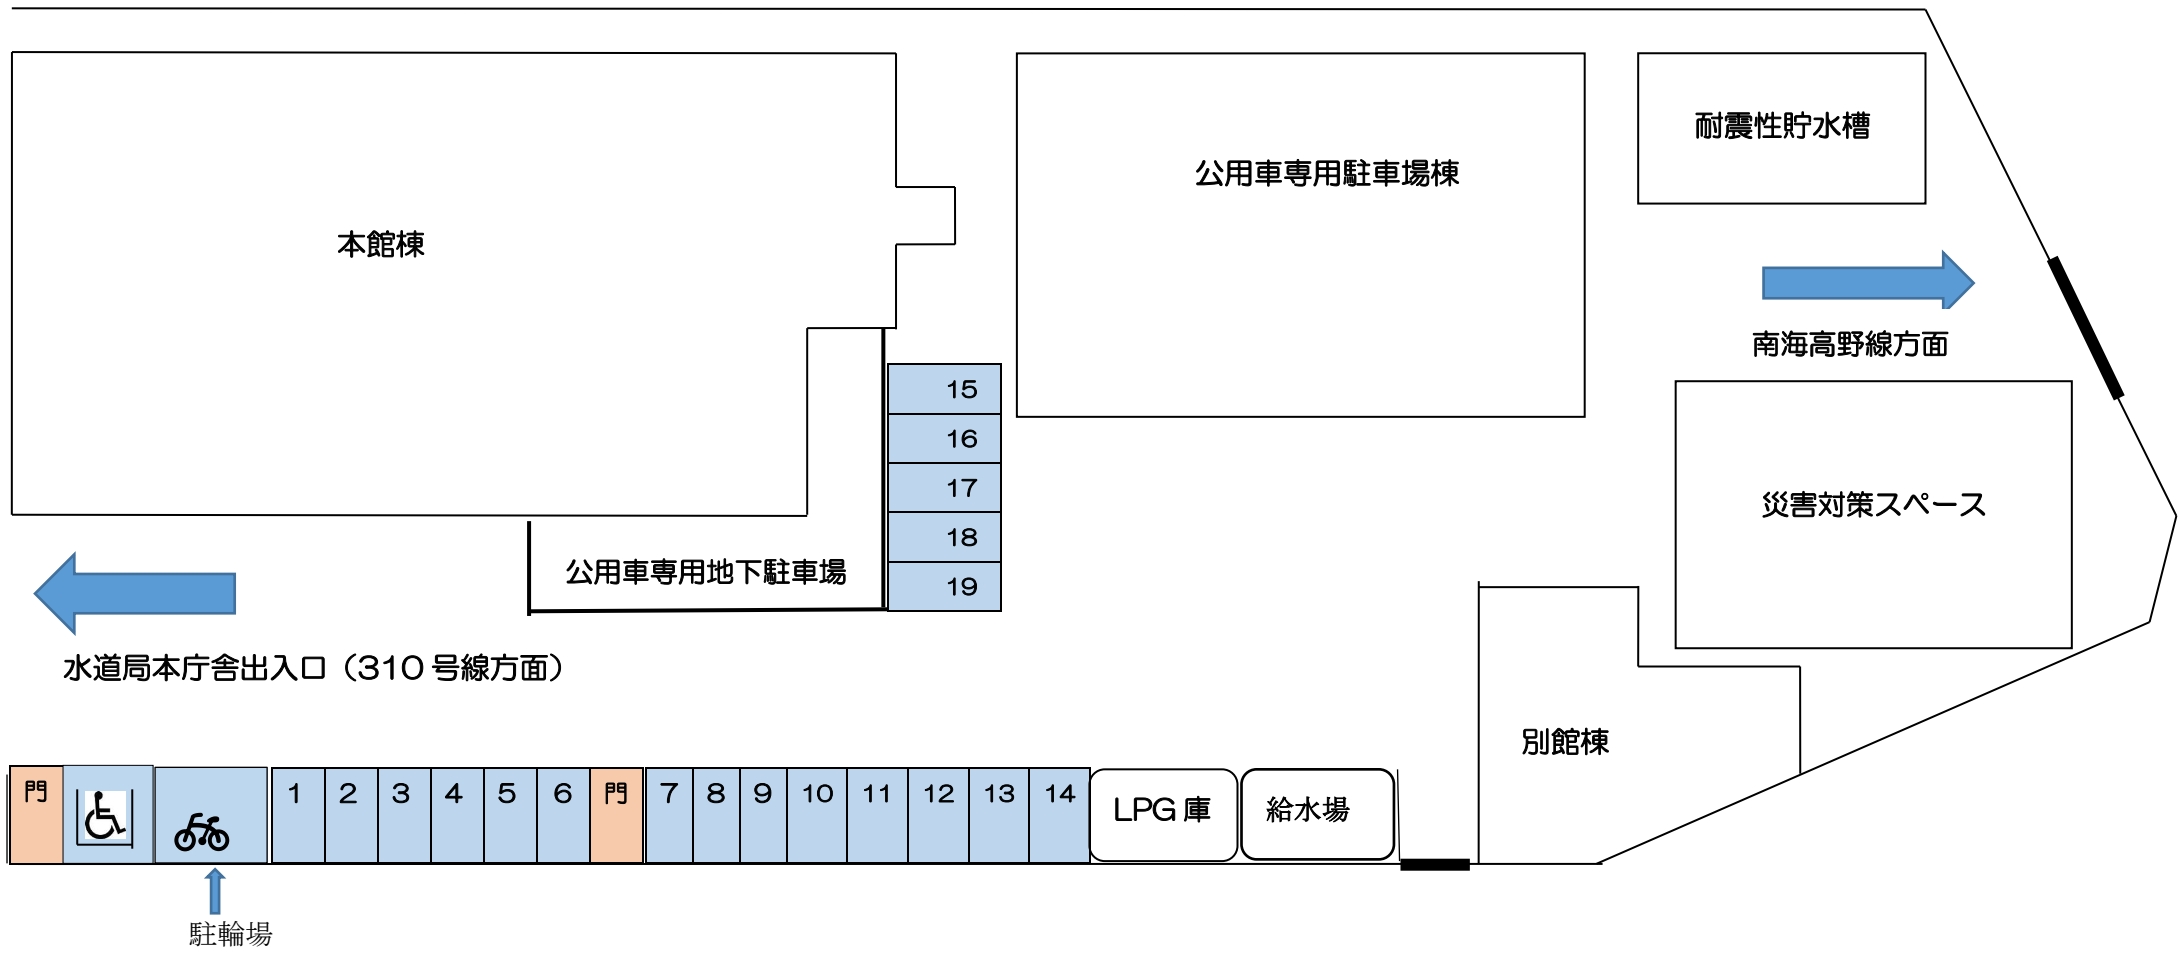 耐震性貯水槽
公用車専用駐車場棟
本館棟
南海高野線方面
15
16
17
18
19
災害対策スペース
公用車専用地下駐車場
水道局本庁舎出入口（310号線方面）
別館棟
門 1 2 3 4 5 6 門 7 8 9 10 11 12 13 14 LPG庫 給水場
駐輪場